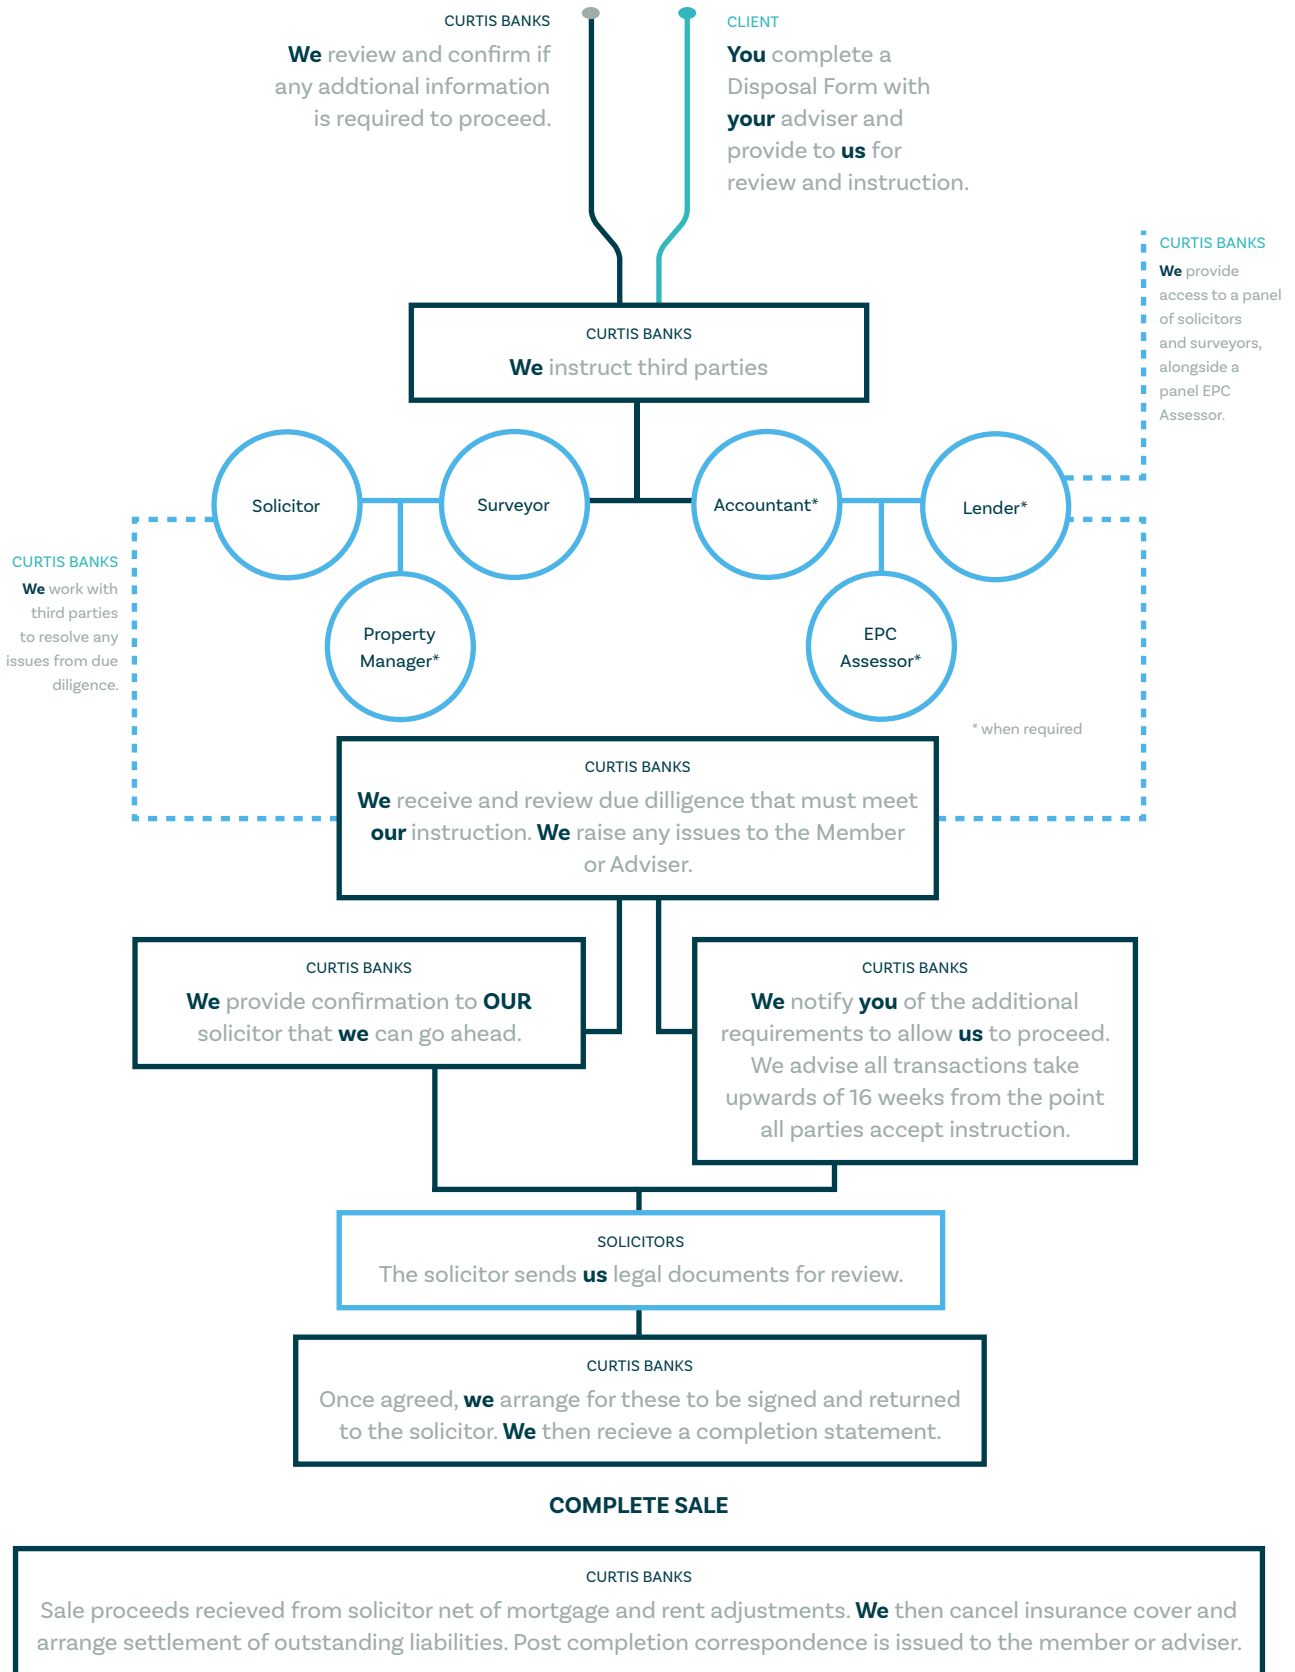 CURTIS BANKS
We review and confirm if
any addtional information
is required to proceed.
CLIENT
You complete a
Disposal Form with
your adviser and
provide to us for
review and instruction.
CURTIS BANKS
We provide
access to a panel
of solicitors
and surveyors,
alongside a
panel EPC
Assessor.
CURTIS BANKS
We instruct third parties
Solicitor
Surveyor
Accountant*
Lender*
CURTIS BANKS
We work with
third parties
to resolve any
issues from due
diligence.
Property
Manager*
EPC
Assessor*
* when required
CURTIS BANKS
We receive and review due dilligence that must meet
our instruction. We raise any issues to the Member
or Adviser.
CURTIS BANKS
We provide confirmation to OUR
solicitor that we can go ahead.
CURTIS BANKS
We notify you of the additional
requirements to allow us to proceed.
We advise all transactions take
upwards of 16 weeks from the point
all parties accept instruction.
SOLICITORS
The solicitor sends us legal documents for review.
CURTIS BANKS
Once agreed, we arrange for these to be signed and returned
to the solicitor. We then recieve a completion statement.
COMPLETE SALE
CURTIS BANKS
Sale proceeds recieved from solicitor net of mortgage and rent adjustments. We then cancel insurance cover and
arrange settlement of outstanding liabilities. Post completion correspondence is issued to the member or adviser.